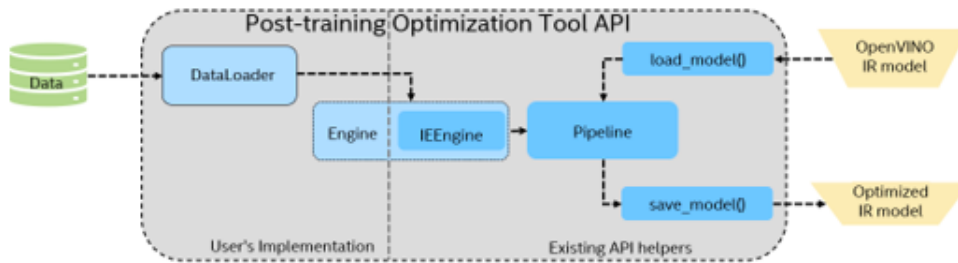 Post-training Optimization Tool API
Data
DataLoader
load_model()
OpenVINO
IR model
Engine
IEEngine
Pipeline
save_model()
Optimized
IR model
User's Implementation
Existing API helpers